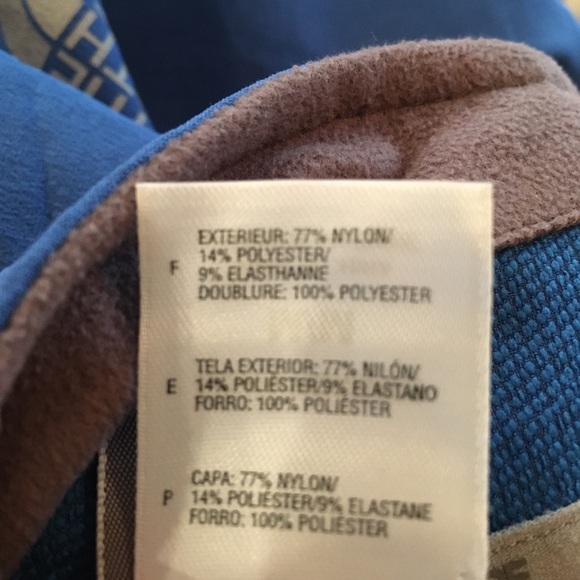 EXTERIEUR: 77% NYLON/
14% POLYESTER/
F 9% ELASTHANNE
DOUBLURE: 100% POLYESTER
TELA EXTERIOR: 77% NILÓN/
E 14% POLIÉSTER/9% ELASTANO
FORRO: 100% POLIÉSTER
CAPA: 77% NYLON/
P 14% POLIÉSTER/9% ELASTANE
FORRO: 100% POLIÉSTER